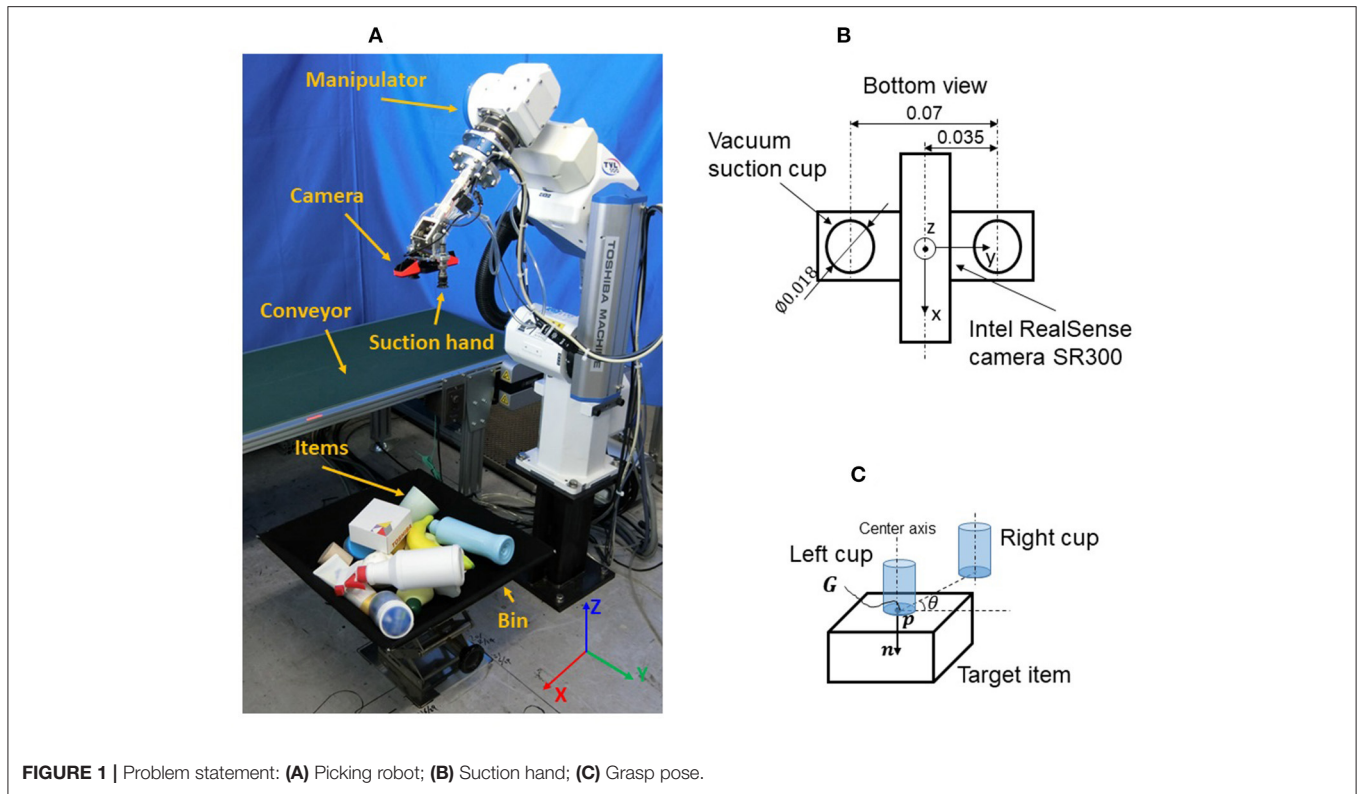 A
Manipulator
Camera
Conveyor
Suction hand
Items
Bin
TVL
TOSHIBA MACHINE
Z
X
Y
B
Bottom view
0.07
0.035
Vacuum
suction cup
z
y
x
Ø0.018
Intel RealSense
camera SR300
C
Center axis
Left cup
Right cup
G
θ
p
n
Target item
FIGURE 1 | Problem statement: (A) Picking robot; (B) Suction hand; (C) Grasp pose.